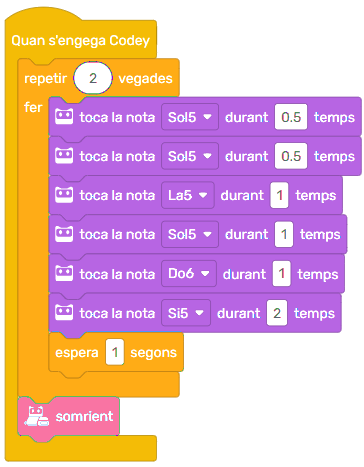 Quan s'engega Codey
repetir 2 vegades
fer
toca la nota Sol5 durant 0.5 temps
toca la nota Sol5 durant 0.5 temps
toca la nota La5 durant 1 temps
toca la nota Sol5 durant 1 temps
toca la nota Do6 durant 1 temps
toca la nota Si5 durant 2 temps
espera 1 segons
somrient